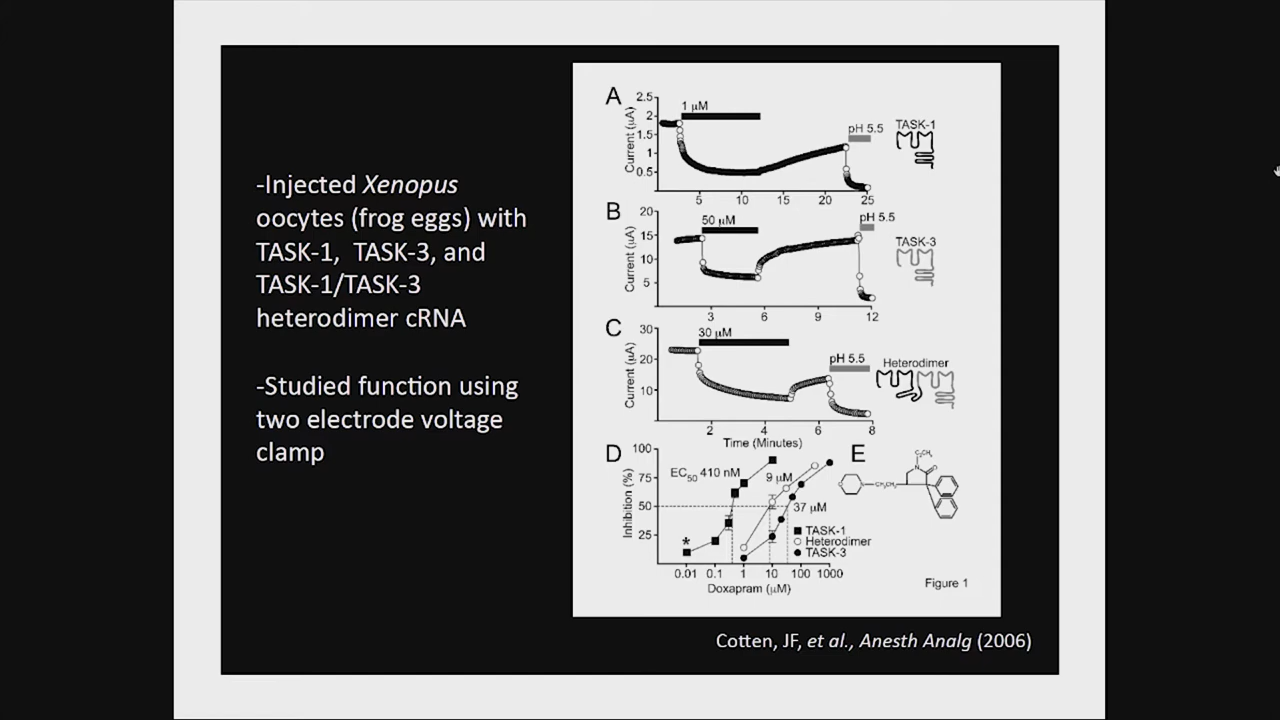 -Injected Xenopus
oocytes (frog eggs) with
TASK-1, TASK-3, and
TASK-1/TASK-3
heterodimer cRNA
-Studied function using
two electrode voltage
clamp
A
2.5
2
1.5
1
0.5
Current (µA)
1 µM
pH 5.5
TASK-1
5
10
15
20
25
B
20
15
10
5
Current (µA)
50 µM
pH 5.5
TASK-3
3
6
9
12
C
30
20
10
Current (µA)
30 µM
pH 5.5
Heterodimer
2
4
6
8
Time (Minutes)
D
100
75
50
25
Inhibition (%)
EC50 410 nM
9 µM
37 µM
*
TASK-1
Heterodimer
TASK-3
0.01
0.1
1
10
100
1000
Doxapram (µM)
E
Figure 1
Cotten, JF, et al., Anesth Analg (2006)